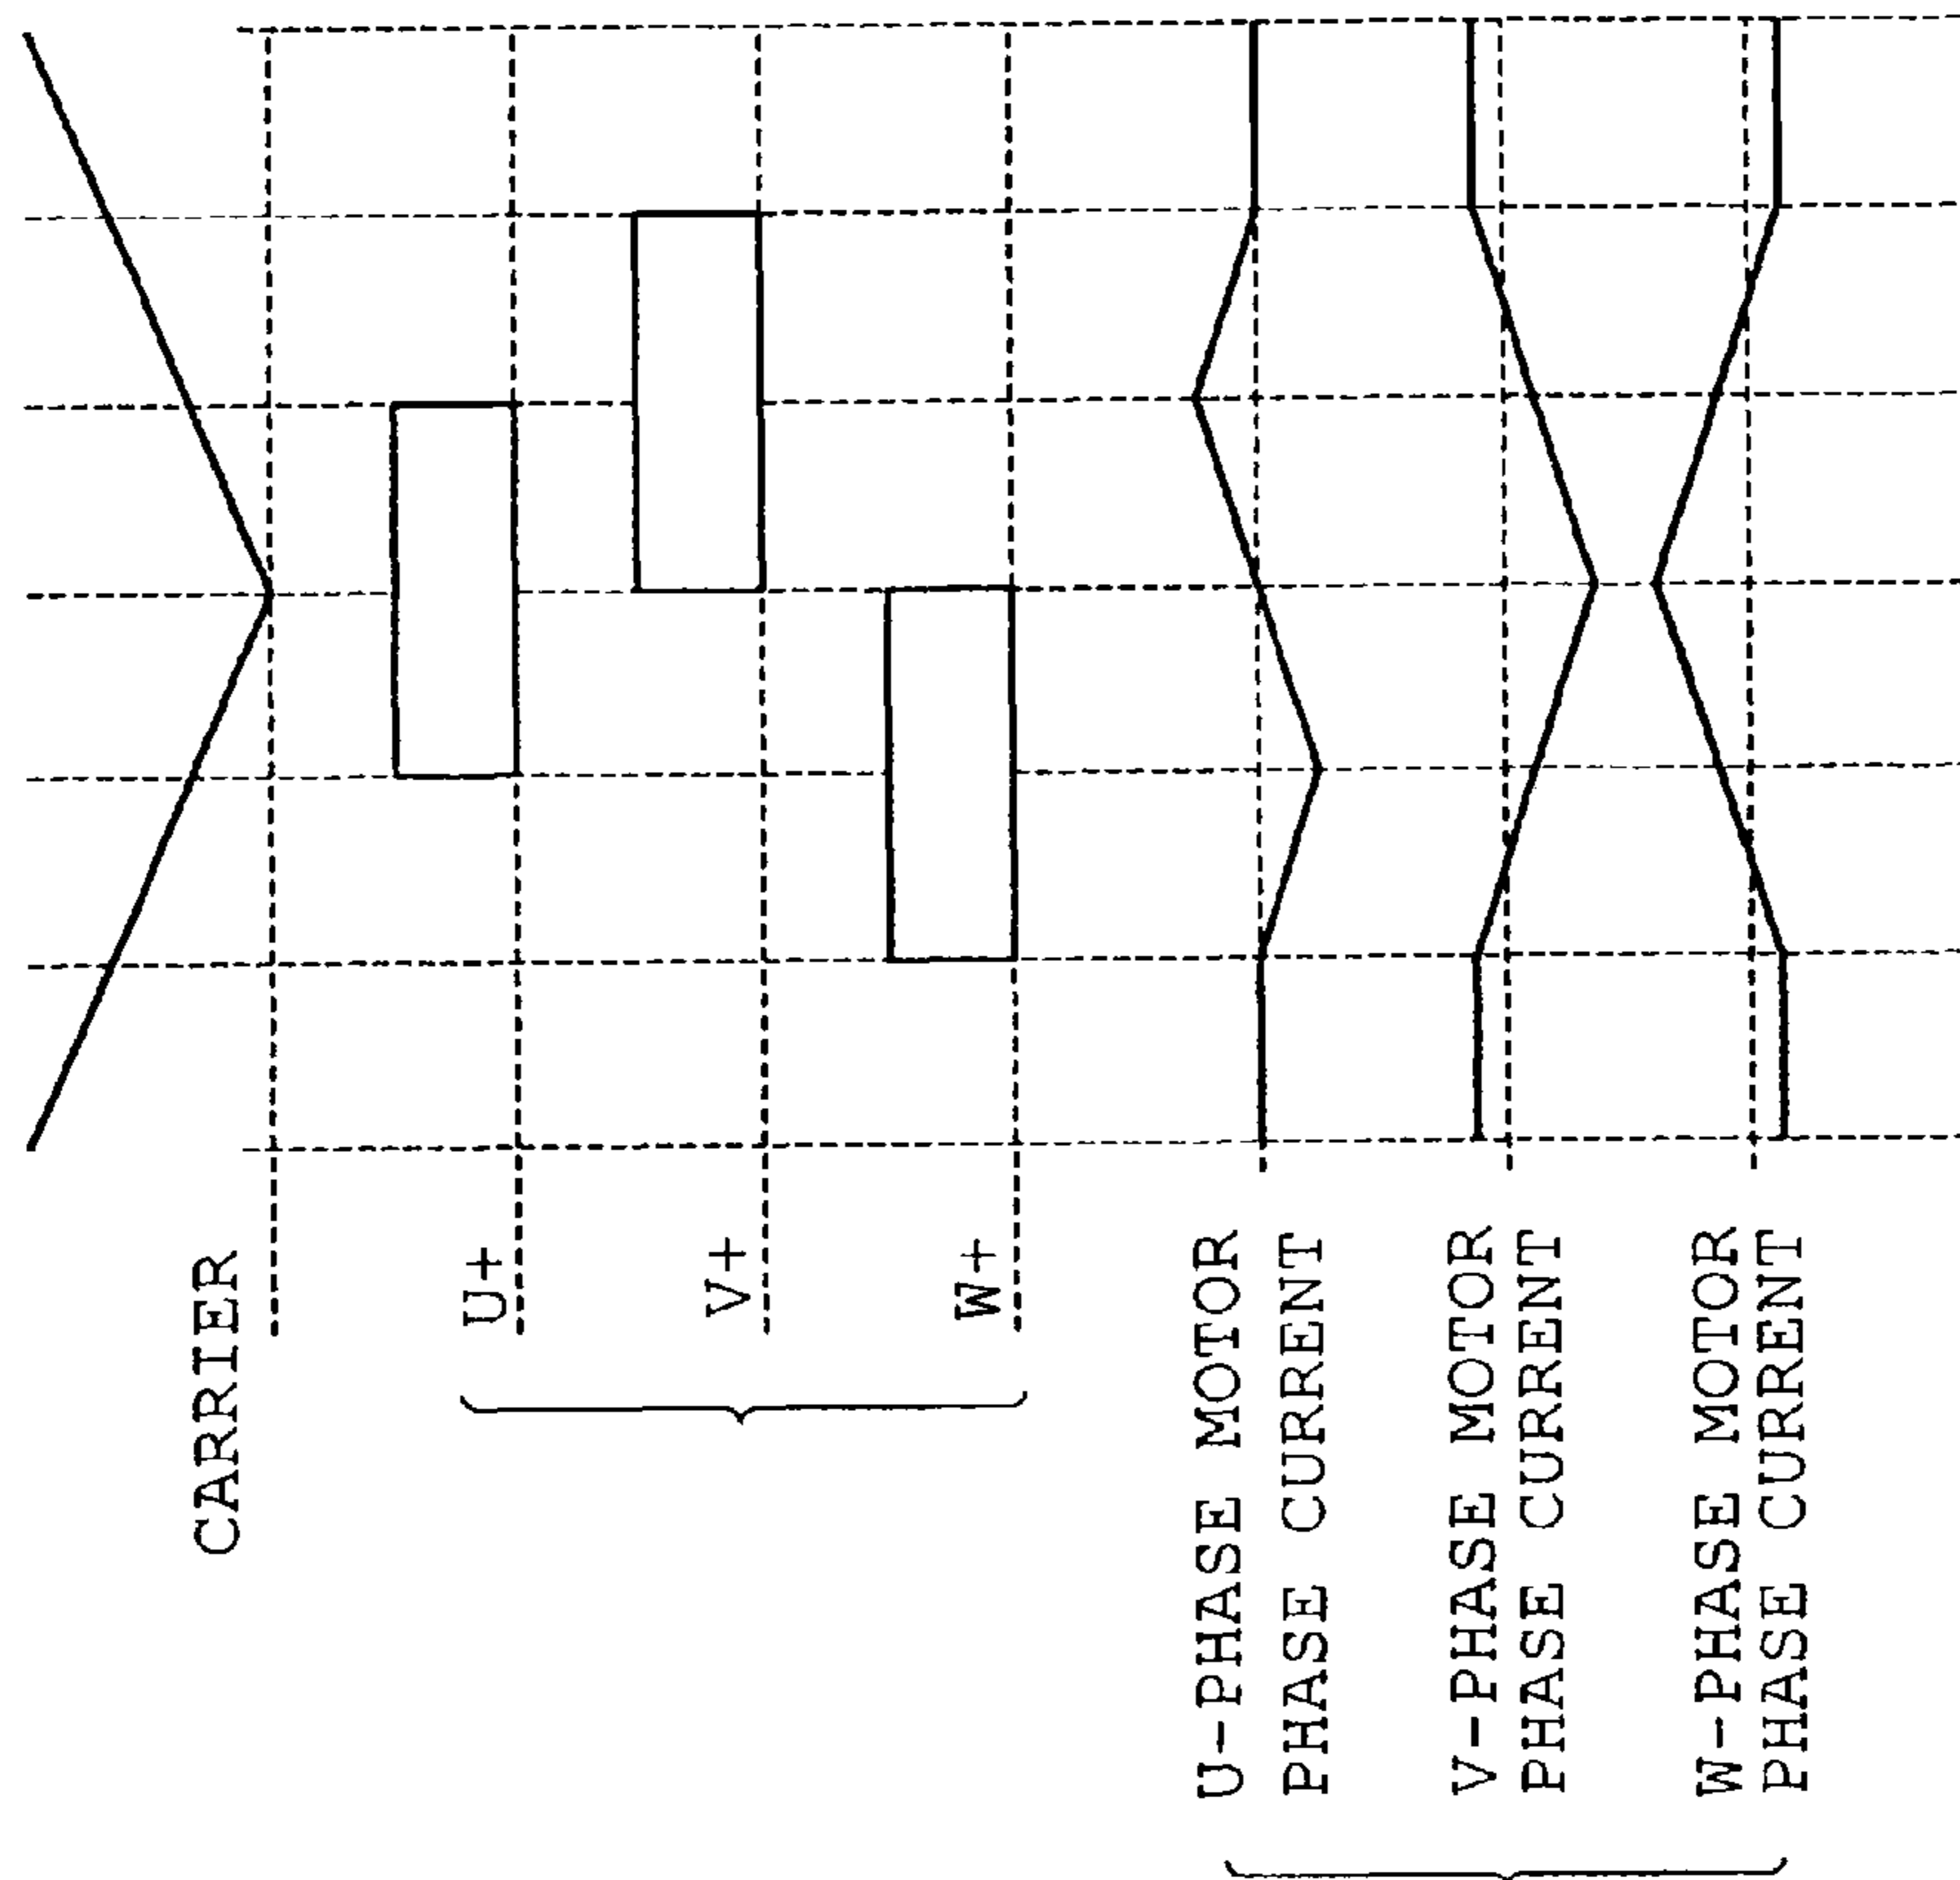 CARRIER
U+
V+
W+
U-PHASE MOTOR
PHASE CURRENT
V-PHASE MOTOR
PHASE CURRENT
W-PHASE MOTOR
PHASE CURRENT